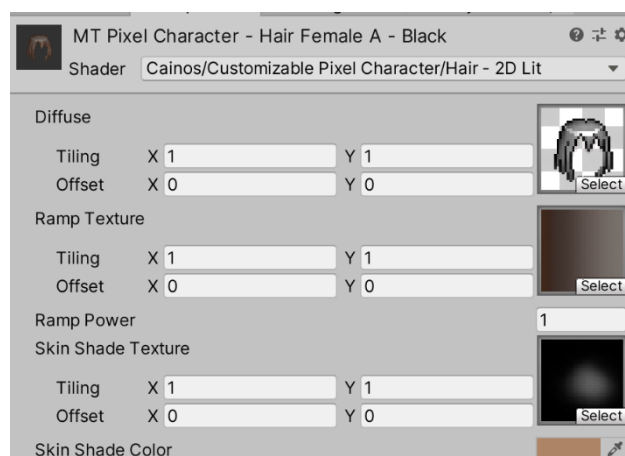 MT Pixel Character - Hair Female A - Black
Shader Cainos/Customizable Pixel Character/Hair - 2D Lit
Diffuse
Tiling X 1 Y 1
Offset X 0 Y 0
Select
Ramp Texture
Tiling X 1 Y 1
Offset X 0 Y 0
Select
Ramp Power 1
Skin Shade Texture
Tiling X 1 Y 1
Offset X 0 Y 0
Select
Skin Shade Color